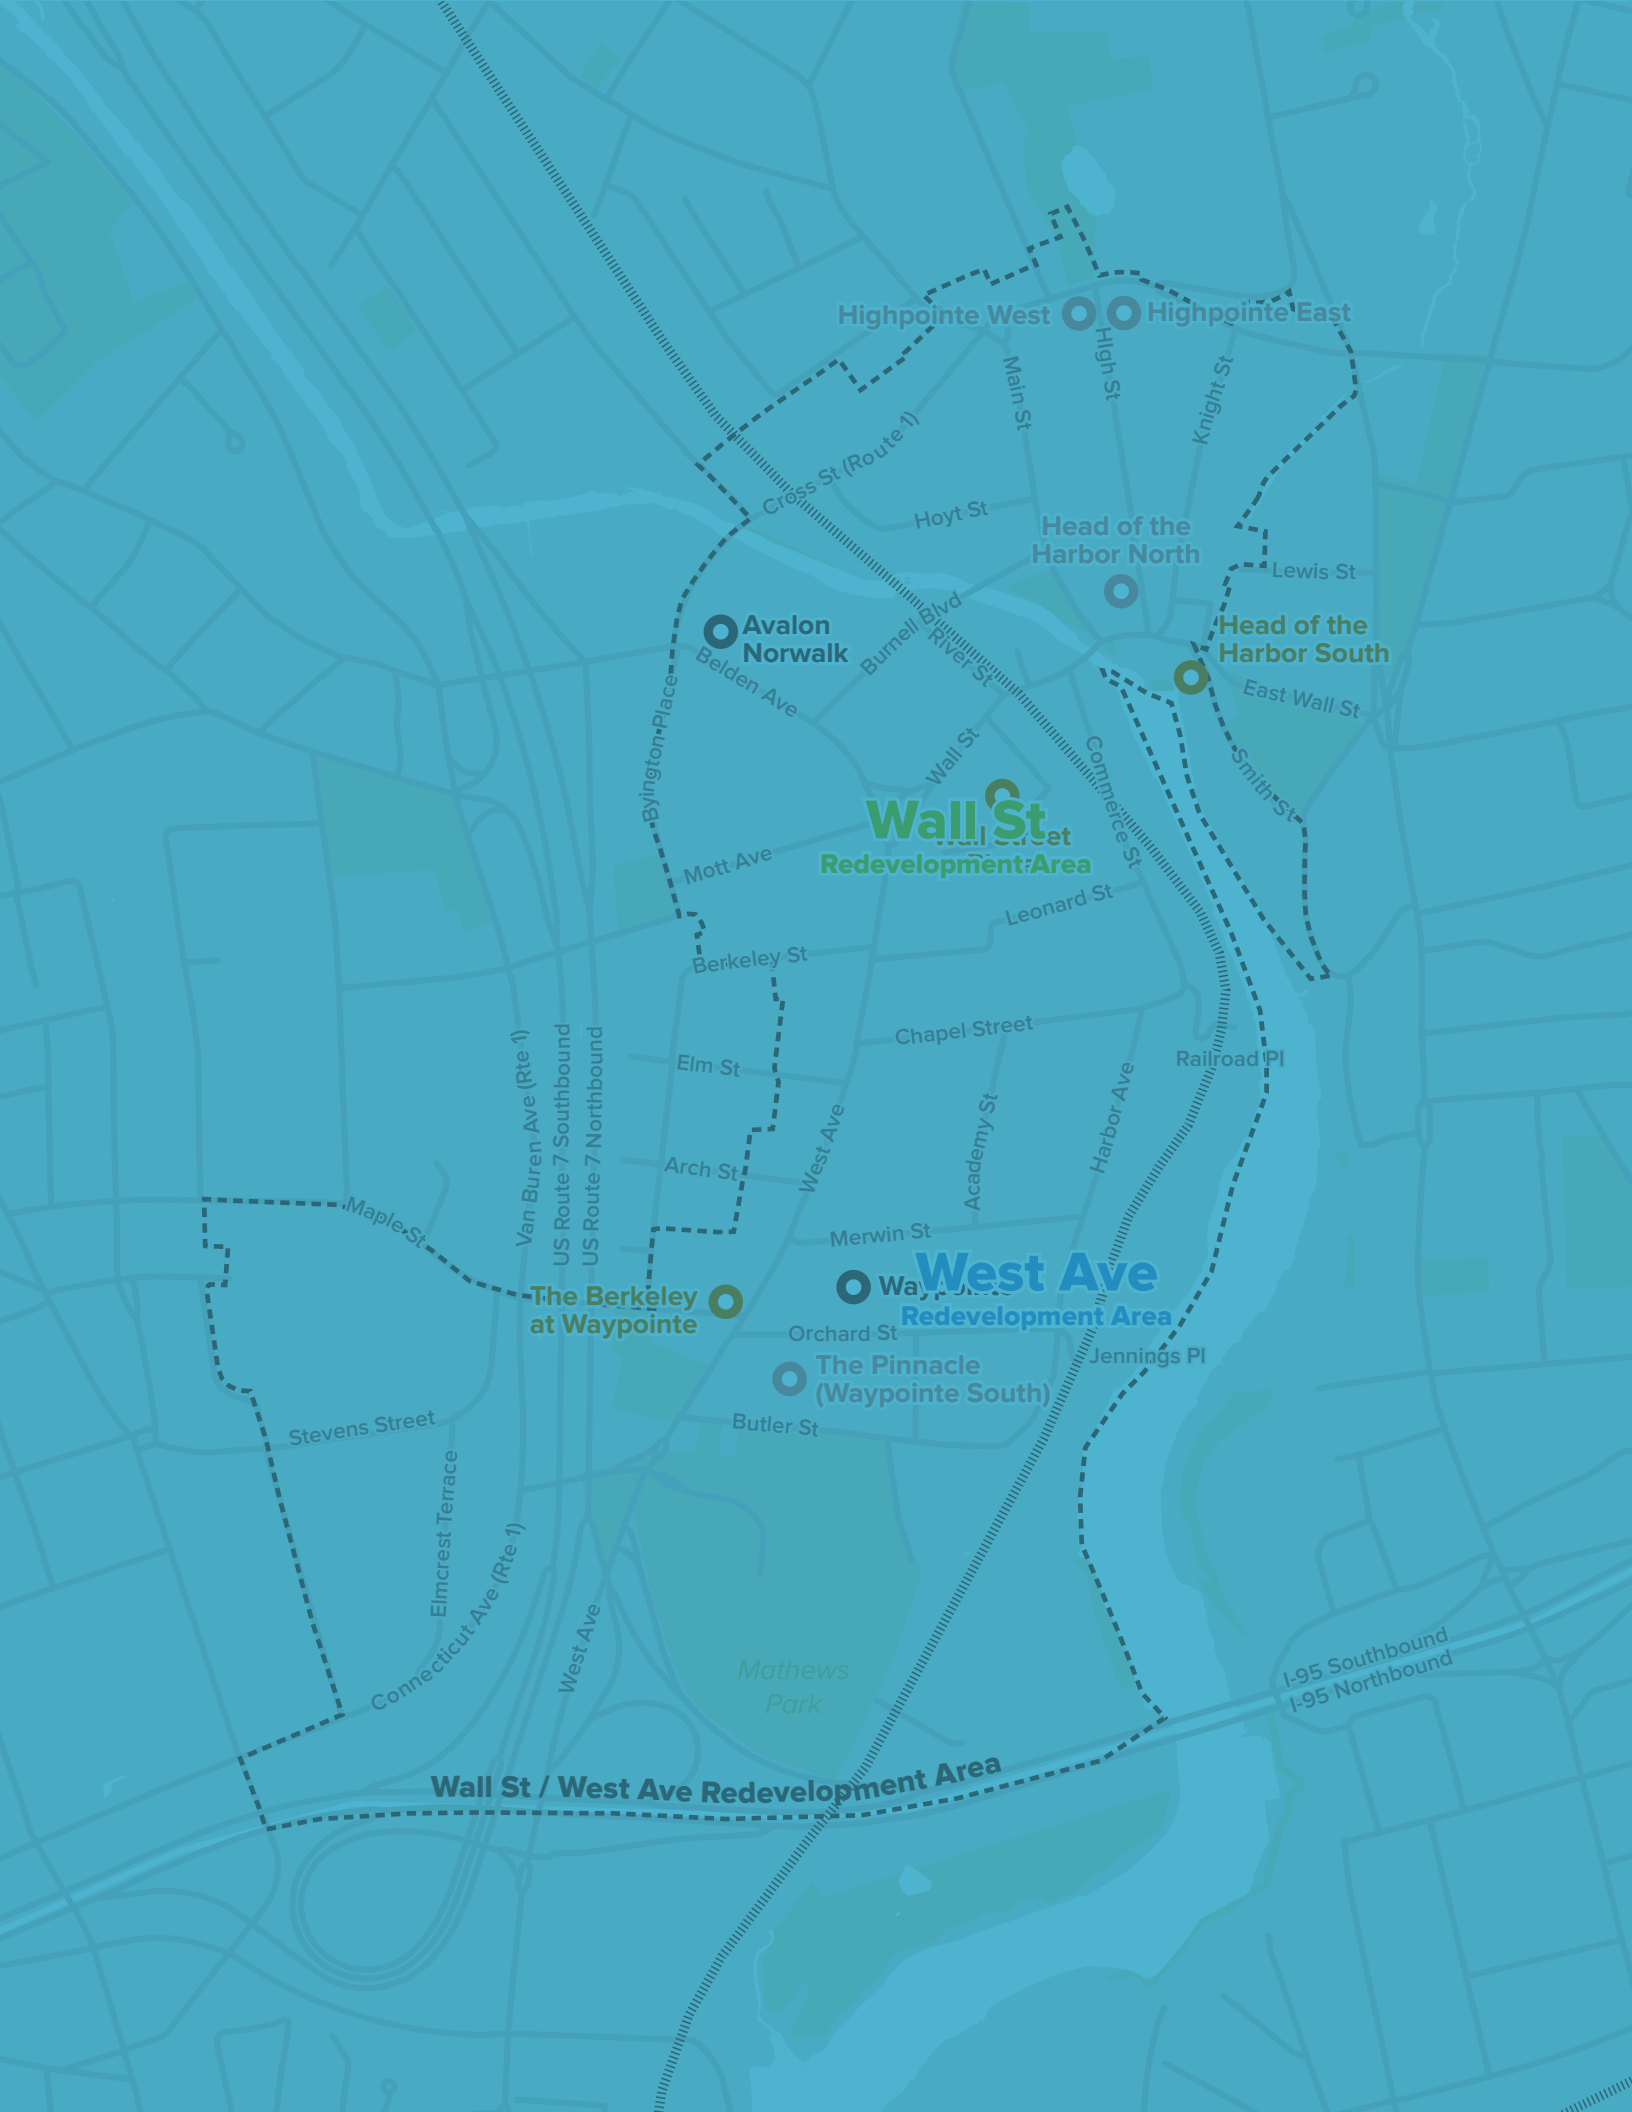 Highpointe West
Highpointe East
Main St
High St
Knight St
Cross St (Route 1)
Hoyt St
Head of the
Harbor North
Lewis St
Burnell Blvd
River St
Avalon
Norwalk
Head of the
Harbor South
Belden Ave
East Wall St
Byington Place
Wall St
Commerce St
Smith St
Wall St
Wall Street
Redevelopment Area
Mott Ave
Leonard St
Berkeley St
Chapel Street
Railroad Pl
Elm St
Van Buren Ave (Rte 1)
US Route 7 Southbound
US Route 7 Northbound
West Ave
Academy St
Harbor Ave
Arch St
Maple St
Merwin St
West Ave
Waypointe
Redevelopment Area
The Berkeley
at Waypointe
Orchard St
Jennings Pl
The Pinnacle
(Waypointe South)
Butler St
Stevens Street
Elmcrest Terrace
Connecticut Ave (Rte 1)
West Ave
Mathews
Park
I-95 Southbound
I-95 Northbound
Wall St / West Ave Redevelopment Area